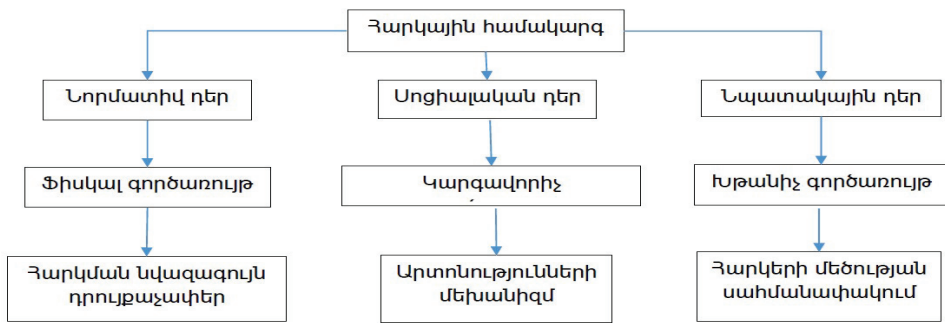 Հարկային համակարգ
Նորմատիվ դեր
Սոցիալական դեր
Նպատակային դեր
Ֆիսկալ գործառույթ
Կարգավորիչ
Խթանիչ գործառույթ
Հարկման նվազագույն
դրույքաչափեր
Արտոնությունների
մեխանիզմ
Հարկերի մեծության
սահմանափակում